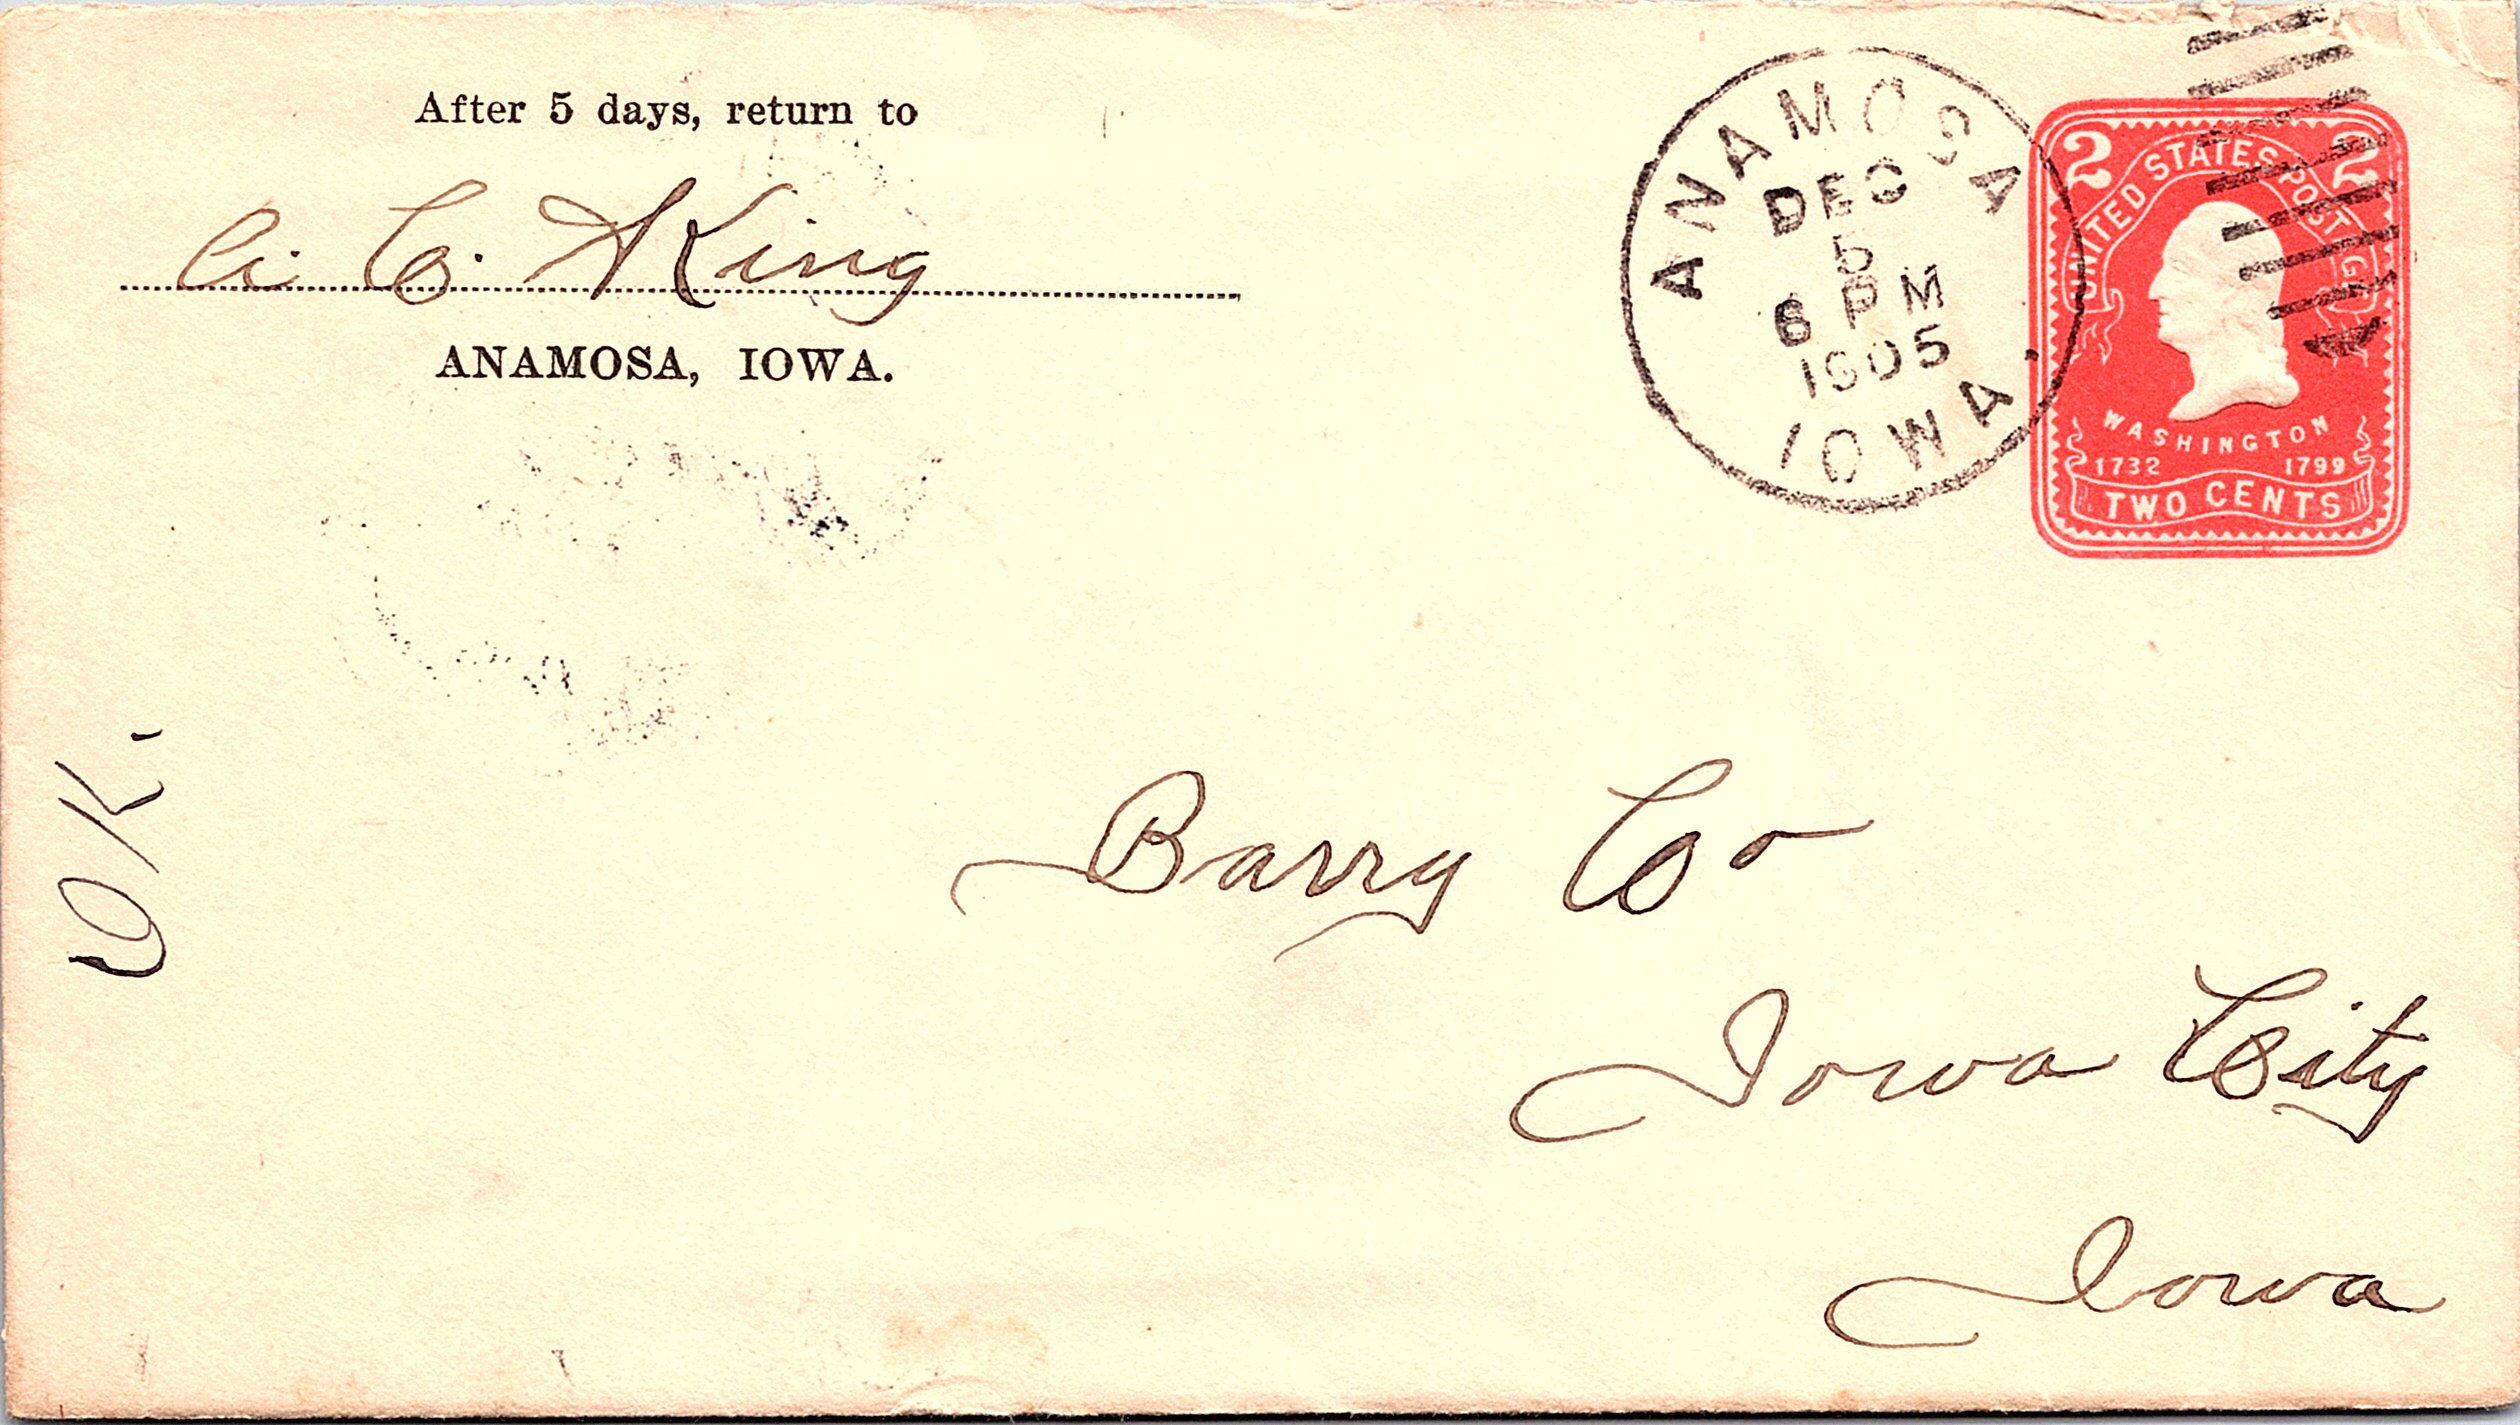 After 5 days, return to
C. C. King
ANAMOSA, IOWA.
ANAMOSA
DEC
5
6 PM
1905
IOWA.
2 2
UNITED STATES POSTAGE
WASHINGTON
1732 1799
TWO CENTS
OK.
Barry Co
Iowa City
Iowa